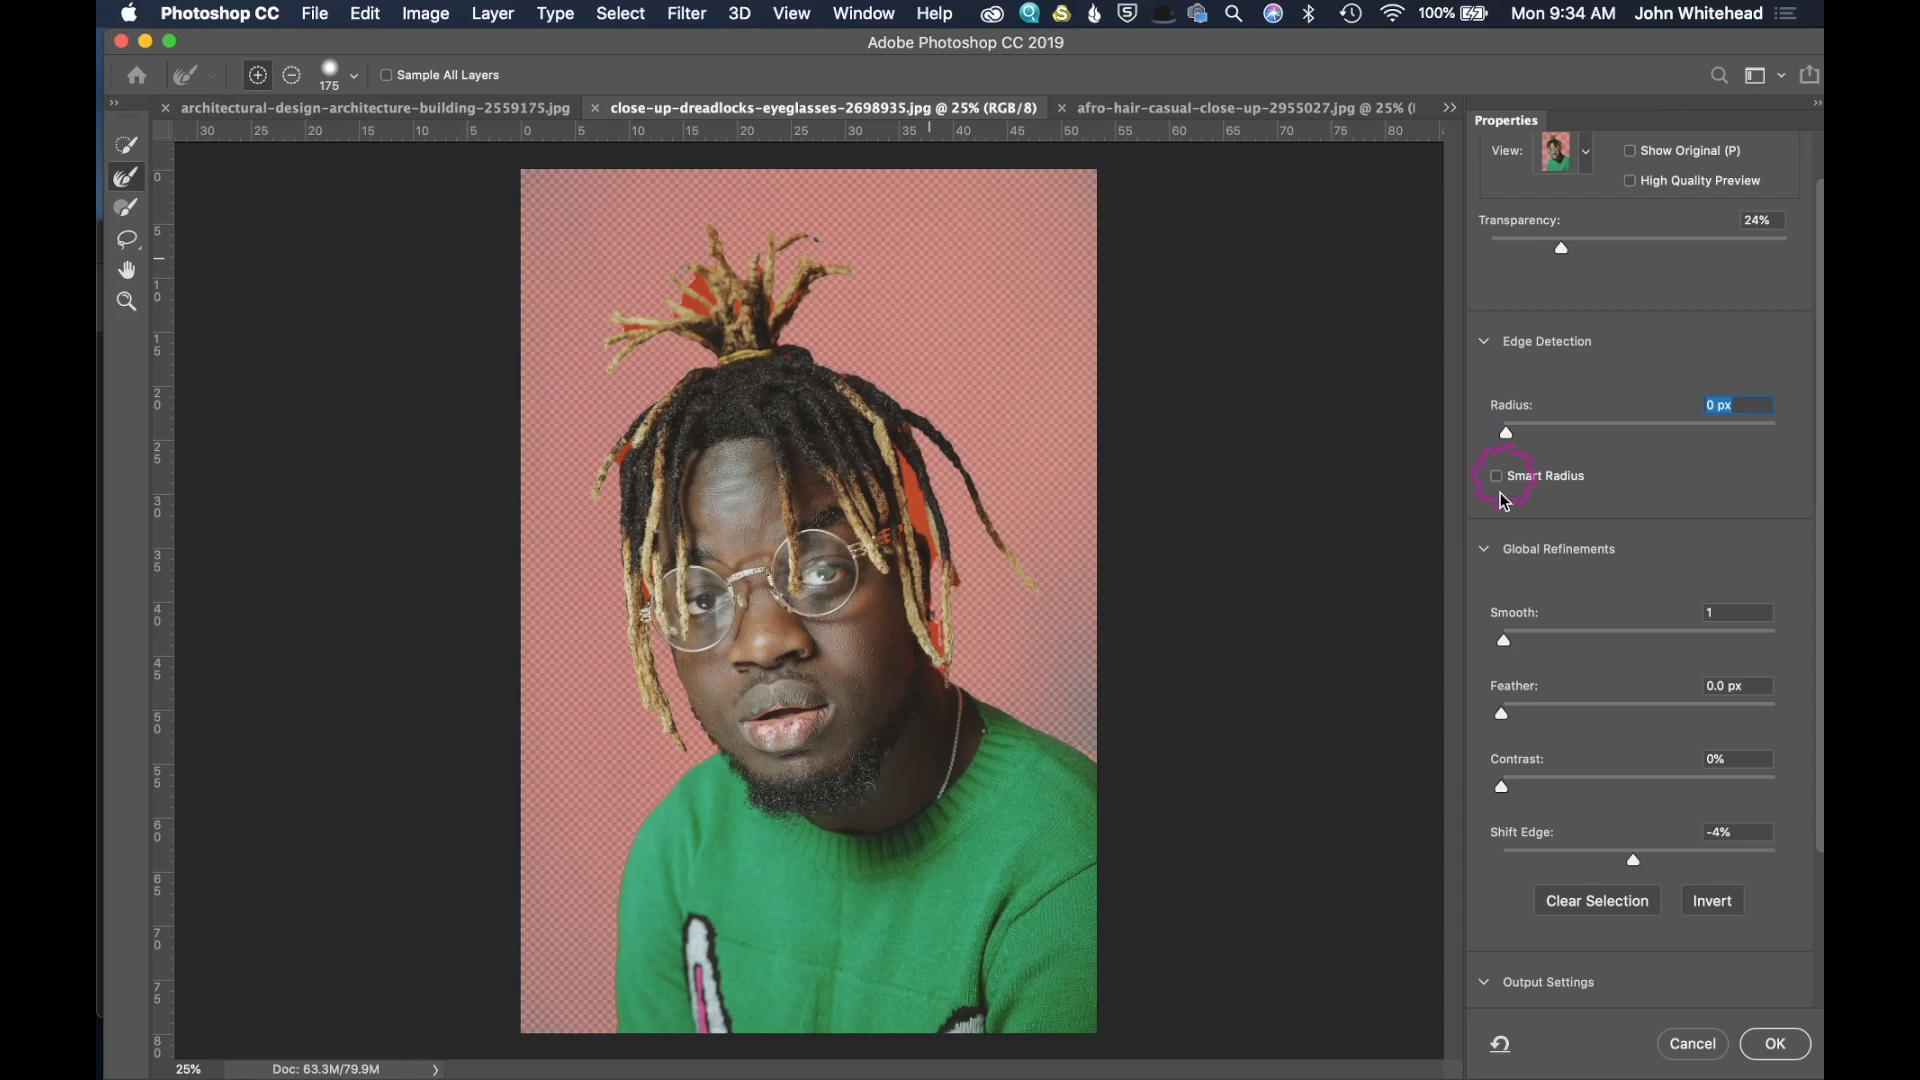 Photoshop CC File Edit Image Layer Type Select Filter 3D View Window Help 100% Mon 9:34 AM John Whitehead
Adobe Photoshop CC 2019
175 Sample All Layers
architectural-design-architecture-building-2559175.jpg close-up-dreadlocks-eyeglasses-2698935.jpg @ 25% (RGB/8) afro-hair-casual-close-up-2955027.jpg @ 25% (
30 25 20 15 10 5 0 5 10 15 20 25 30 35 40 45 50 55 60 65 70 75 80
0
5
10
15
20
25
30
35
40
45
50
55
60
65
70
75
80
Properties
View: Show Original (P)
High Quality Preview
Transparency: 24%
Edge Detection
Radius: 0 px
Smart Radius
Global Refinements
Smooth: 1
Feather: 0.0 px
Contrast: 0%
Shift Edge: -4%
Clear Selection Invert
Output Settings
Cancel OK
25% Doc: 63.3M/79.9M